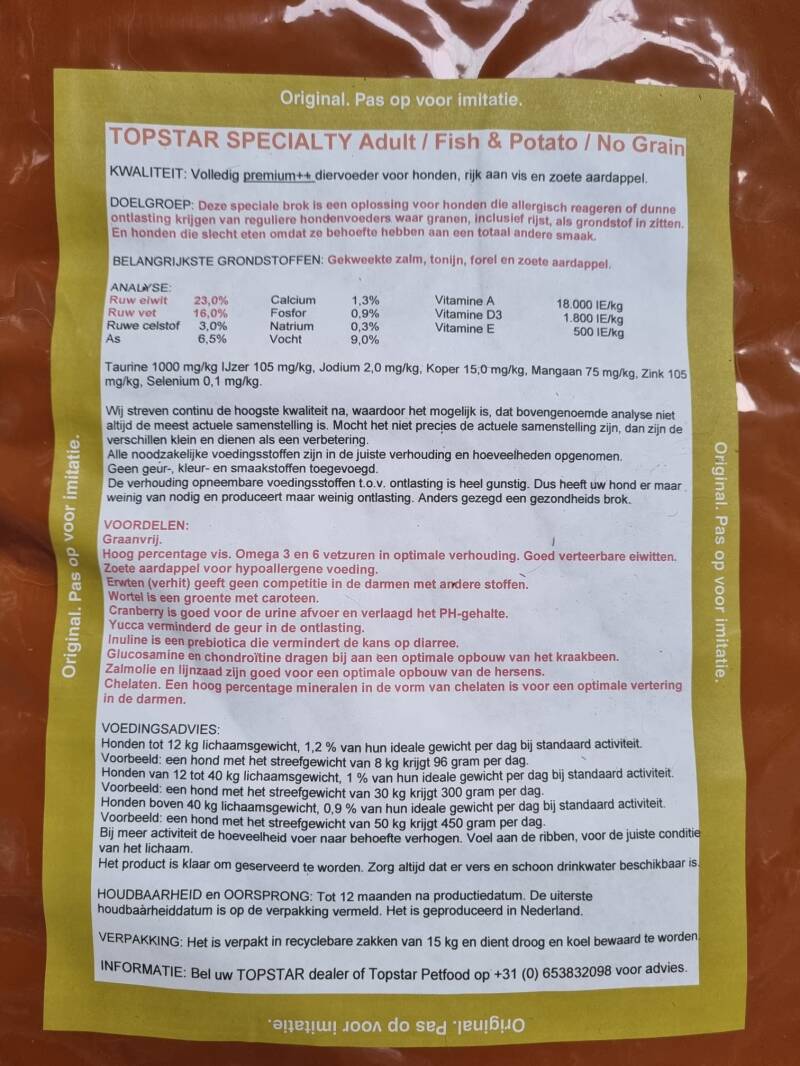 Original. Pas op voor imitatie.
TOPSTAR SPECIALTY Adult / Fish & Potato / No Grain
KWALITEIT: Volledig premium++ diervoeder voor honden, rijk aan vis en zoete aardappel.
DOELGROEP: Deze speciale brok is een oplossing voor honden die allergisch reageren of dunne
ontlasting krijgen van reguliere hondenvoeders waar granen, inclusief rijst, als grondstof in zitten.
En honden die slecht eten omdat ze behoefte hebben aan een totaal andere smaak.
BELANGRIJKSTE GRONDSTOFFEN: Gekweekte zalm, tonijn, forel en zoete aardappel.
ANALYSE:
Ruw eiwit 23,0% Calcium 1,3% Vitamine A 18.000 IE/kg
Ruw vet 16,0% Fosfor 0,9% Vitamine D3 1.800 IE/kg
Ruwe celstof 3,0% Natrium 0,3% Vitamine E 500 IE/kg
As 6,5% Vocht 9,0%
Taurine 1000 mg/kg IJzer 105 mg/kg, Jodium 2,0 mg/kg, Koper 15,0 mg/kg, Mangaan 75 mg/kg, Zink 105
mg/kg, Selenium 0,1 mg/kg.
Wij streven continu de hoogste kwaliteit na, waardoor het mogelijk is, dat bovengenoemde analyse niet
altijd de meest actuele samenstelling is. Mocht het niet precies de actuele samenstelling zijn, dan zijn de
verschillen klein en dienen als een verbetering.
Alle noodzakelijke voedingsstoffen zijn in de juiste verhouding en hoeveelheden opgenomen.
Geen geur-, kleur- en smaakstoffen toegevoegd.
De verhouding opneembare voedingsstoffen t.o.v. ontlasting is heel gunstig. Dus heeft uw hond er maar
weinig van nodig en produceert maar weinig ontlasting. Anders gezegd een gezondheids brok.
VOORDELEN:
Graanvrij.
Hoog percentage vis. Omega 3 en 6 vetzuren in optimale verhouding. Goed verteerbare eiwitten.
Zoete aardappel voor hypoallergene voeding.
Erwten (verhit) geeft geen competitie in de darmen met andere stoffen.
Wortel is een groente met caroteen.
Cranberry is goed voor de urine afvoer en verlaagd het PH-gehalte.
Yucca verminderd de geur in de ontlasting.
Inuline is een prebiotica die vermindert de kans op diarree.
Glucosamine en chondroïtine dragen bij aan een optimale opbouw van het kraakbeen.
Zalmolie en lijnzaad zijn goed voor een optimale opbouw van de hersens.
Chelaten. Een hoog percentage mineralen in de vorm van chelaten is voor een optimale vertering
in de darmen.
VOEDINGSADVIES:
Honden tot 12 kg lichaamsgewicht, 1,2 % van hun ideale gewicht per dag bij standard activiteit.
Voorbeeld: een hond met het streefgewicht van 8 kg krijgt 96 gram per dag.
Honden van 12 tot 40 kg lichaamsgewicht, 1 % van hun ideale gewicht per dag bij standard activiteit.
Voorbeeld: een hond met het streefgewicht van 30 kg krijgt 300 gram per dag.
Honden boven 40 kg lichaamsgewicht, 0,9 % van hun ideale gewicht per dag bij standard activiteit.
Voorbeeld: een hond met het streefgewicht van 50 kg krijgt 450 gram per dag.
Bij meer activiteit de hoeveelheid voer naar behoefte verhogen. Voel aan de ribben, voor de juiste conditie
van het lichaam.
Het product is klaar om geserveerd te worden. Zorg altijd dat er vers en schoon drinkwater beschikbaar is.
HOUDBAARHEID en OORSPRONG: Tot 12 maanden na productiedatum. De uiterste
houdbaarheiddatum is op de verpakking vermeld. Het is geproduceerd in Nederland.
VERPAKKING: Het is verpakt in recyclebare zakken van 15 kg en dient droog en koel bewaard te worden.
INFORMATIE: Bel uw TOPSTAR dealer of Topstar Petfood op +31 (0) 653832098 voor advies.
Original. Pas op voor imitatie.
Original. Pas op voor imitatie.
Original. Pas op voor imitatie.